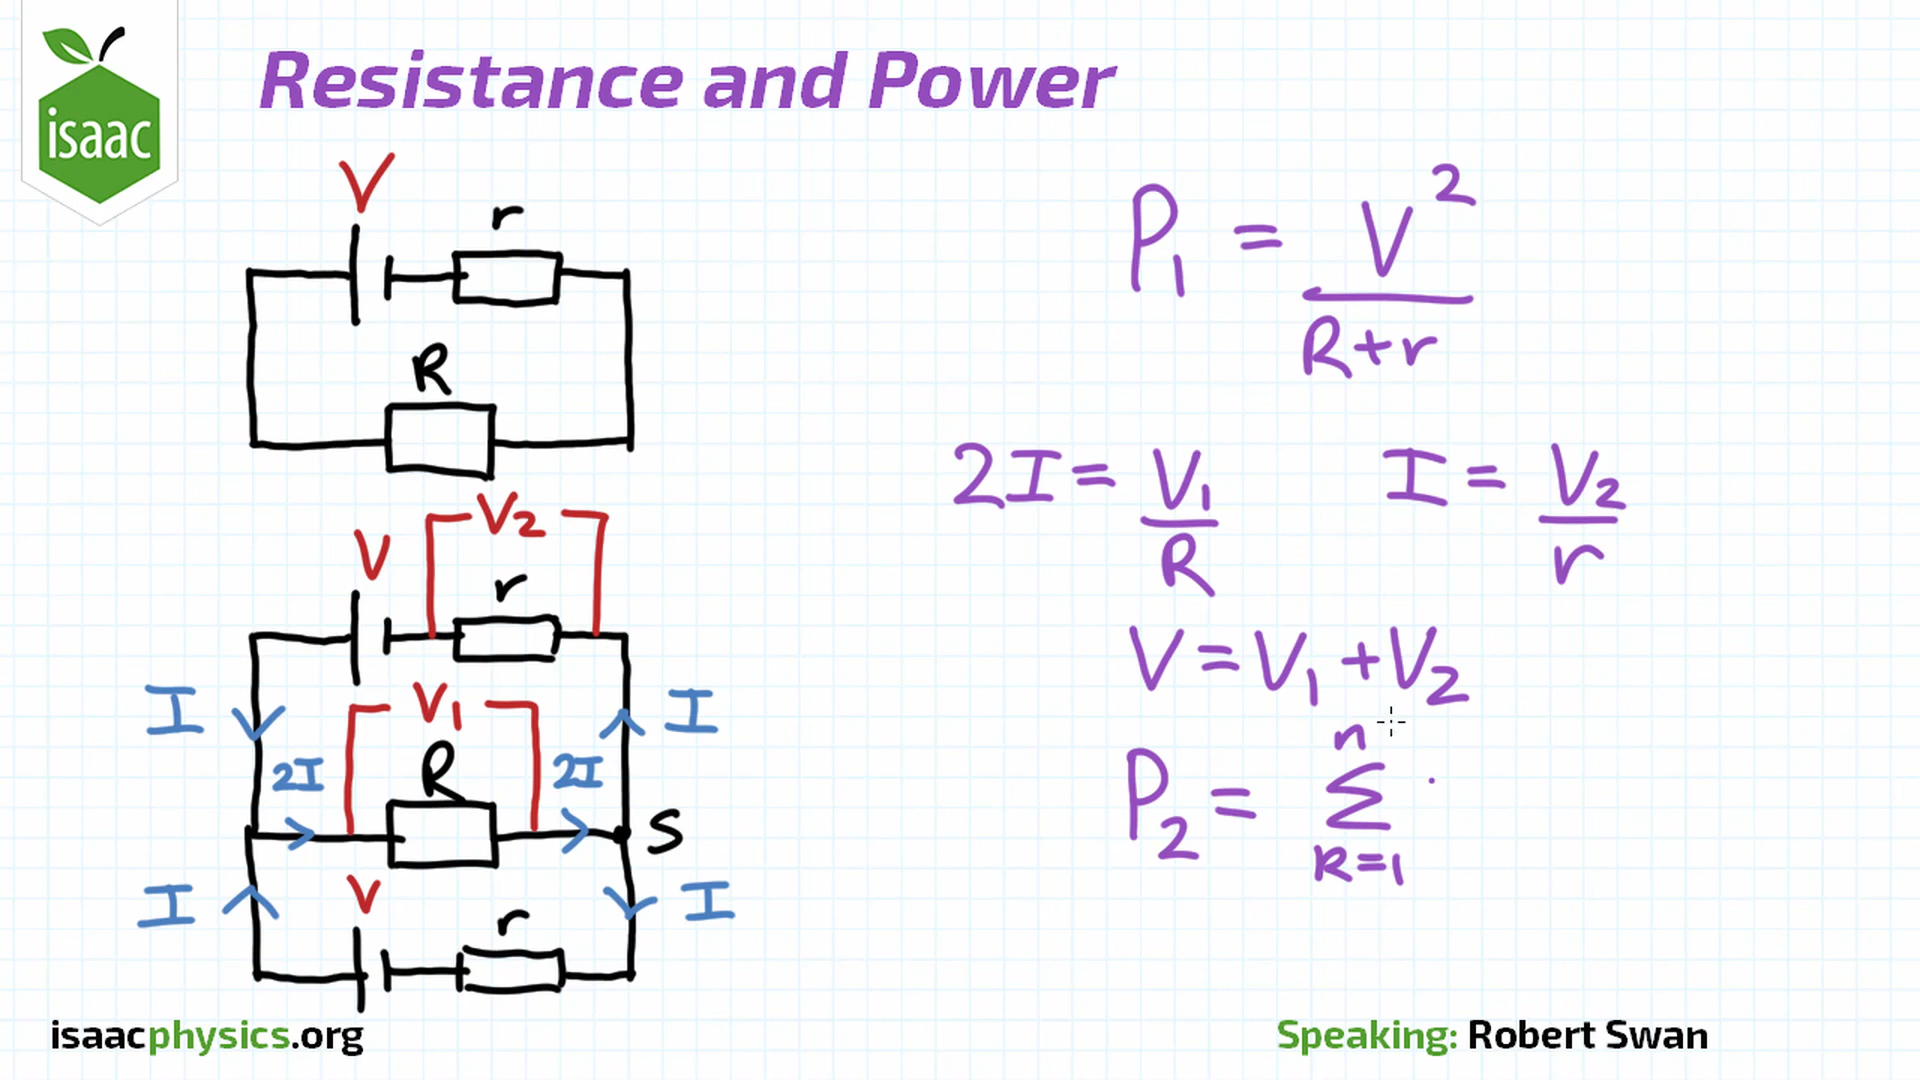 isaac
Resistance and Power
V
r
R
P₁ = V² / R+r
V₂
V
r
2I = V₁ / R
I = V₂ / r
I
V₁
I
2I
R
2I
S
V = V₁ + V₂
n
P₂ = Σ
R=1
I
V
r
I
isaacphysics.org
Speaking: Robert Swan